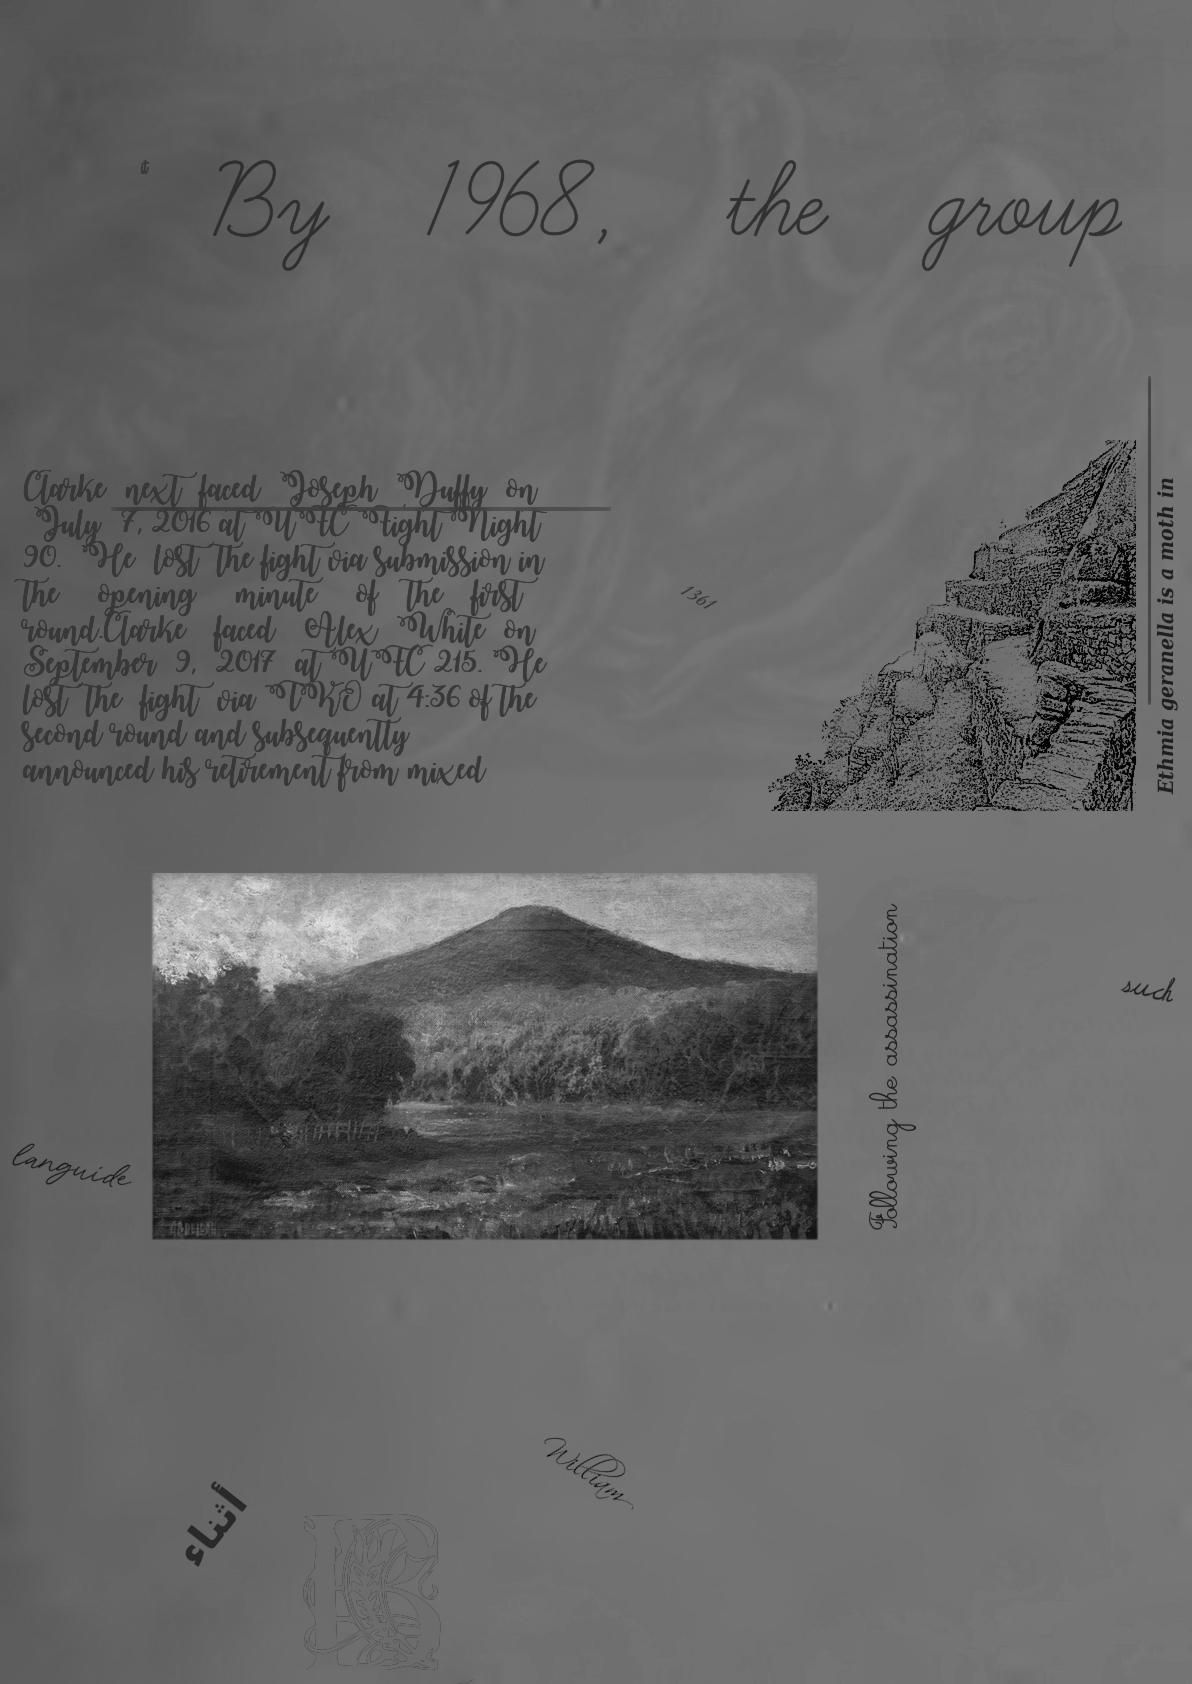 it
By 1968, the group
Clarke next faced Joseph Duffy on
July 7, 2016 at UFC Fight Night
90. He lost the fight via submission in
the opening minute of the first
round.Clarke faced Alex White on
September 9, 2017 at UFC 215. He
lost the fight via TKO at 4:36 of the
second round and subsequently
announced his retirement from mixed
1361
Ethmia geranella is a moth in
Following the assassination
such
languide
William
أثناء